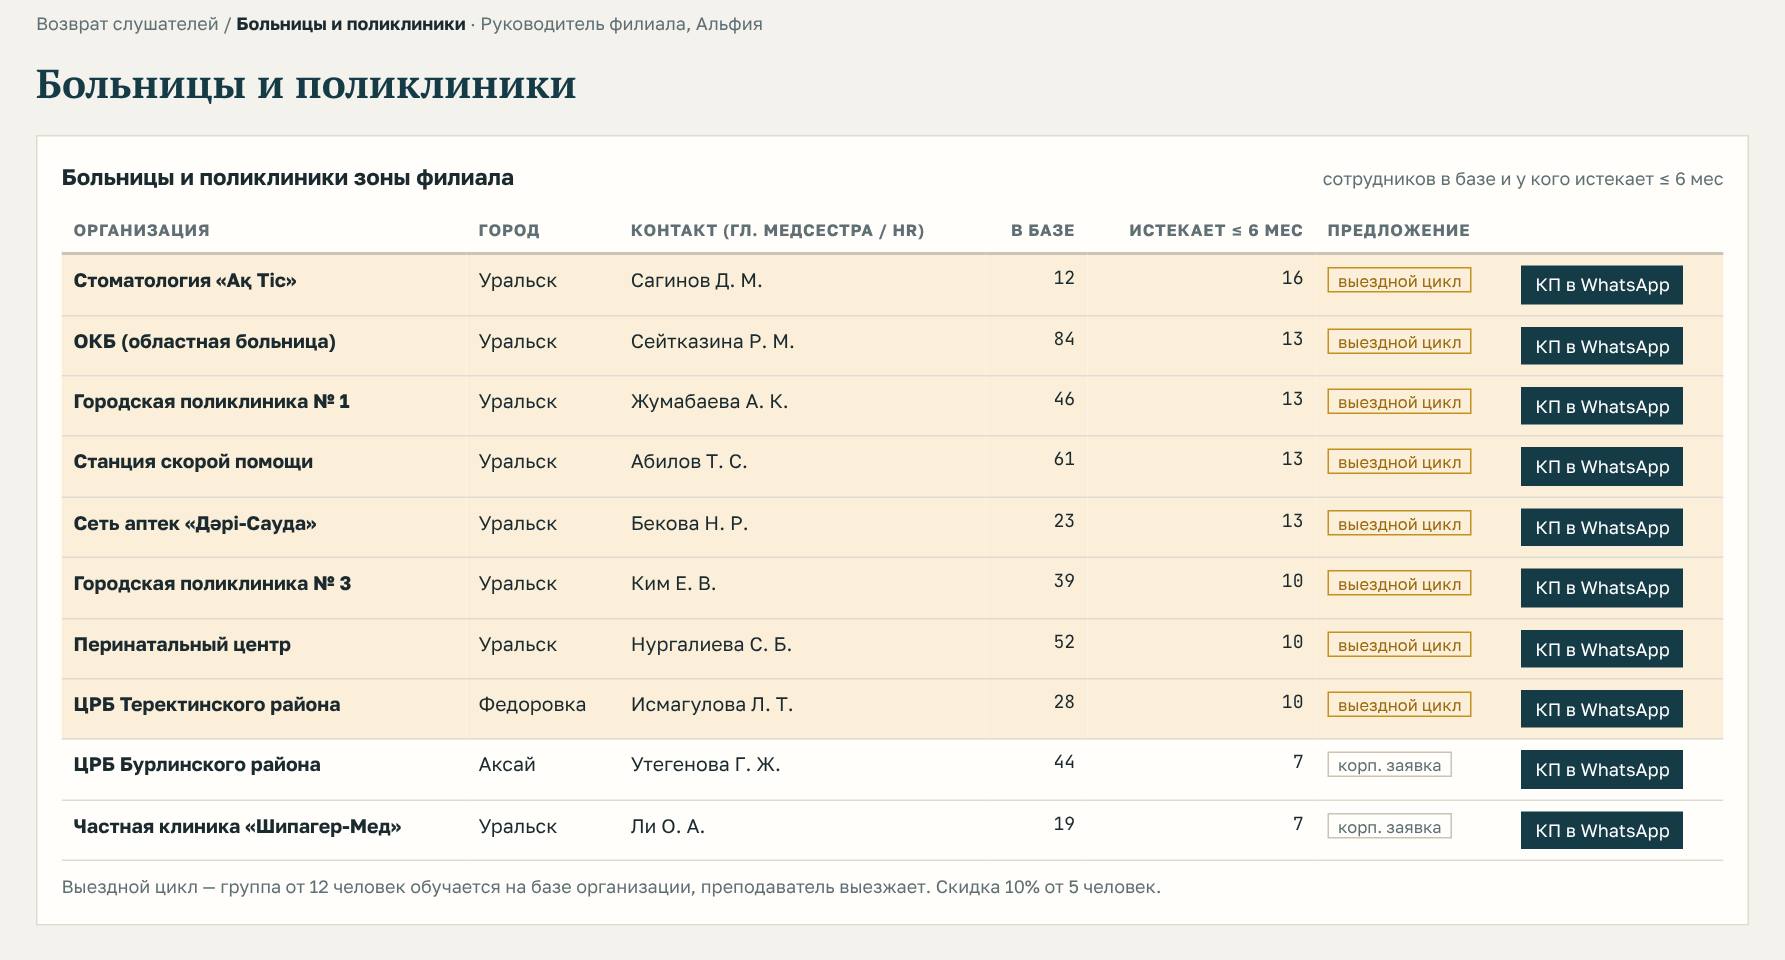 Возврат слушателей / Больницы и поликлиники · Руководитель филиала, Альфия
Больницы и поликлиники
Больницы и поликлиники зоны филиала сотрудников в базе и у кого истекает ≤ 6 мес
ОРГАНИЗАЦИЯ ГОРОД КОНТАКТ (ГЛ. МЕДСЕСТРА / HR) В БАЗЕ ИСТЕКАЕТ ≤ 6 МЕС ПРЕДЛОЖЕНИЕ
Стоматология «Ақ Тіс» Уральск Сагинов Д. М. 12 16 выездной цикл КП в WhatsApp
ОКБ (областная больница) Уральск Сейтказина Р. М. 84 13 выездной цикл КП в WhatsApp
Городская поликлиника № 1 Уральск Жумабаева А. К. 46 13 выездной цикл КП в WhatsApp
Станция скорой помощи Уральск Абилов Т. С. 61 13 выездной цикл КП в WhatsApp
Сеть аптек «Дәрі-Сауда» Уральск Бекова Н. Р. 23 13 выездной цикл КП в WhatsApp
Городская поликлиника № 3 Уральск Ким Е. В. 39 10 выездной цикл КП в WhatsApp
Перинатальный центр Уральск Нургалиева С. Б. 52 10 выездной цикл КП в WhatsApp
ЦРБ Теректинского района Федоровка Исмагулова Л. Т. 28 10 выездной цикл КП в WhatsApp
ЦРБ Бурлинского района Аксай Утегенова Г. Ж. 44 7 корп. заявка КП в WhatsApp
Частная клиника «Шипагер-Мед» Уральск Ли О. А. 19 7 корп. заявка КП в WhatsApp
Выездной цикл — группа от 12 человек обучается на базе организации, преподаватель выезжает. Скидка 10% от 5 человек.